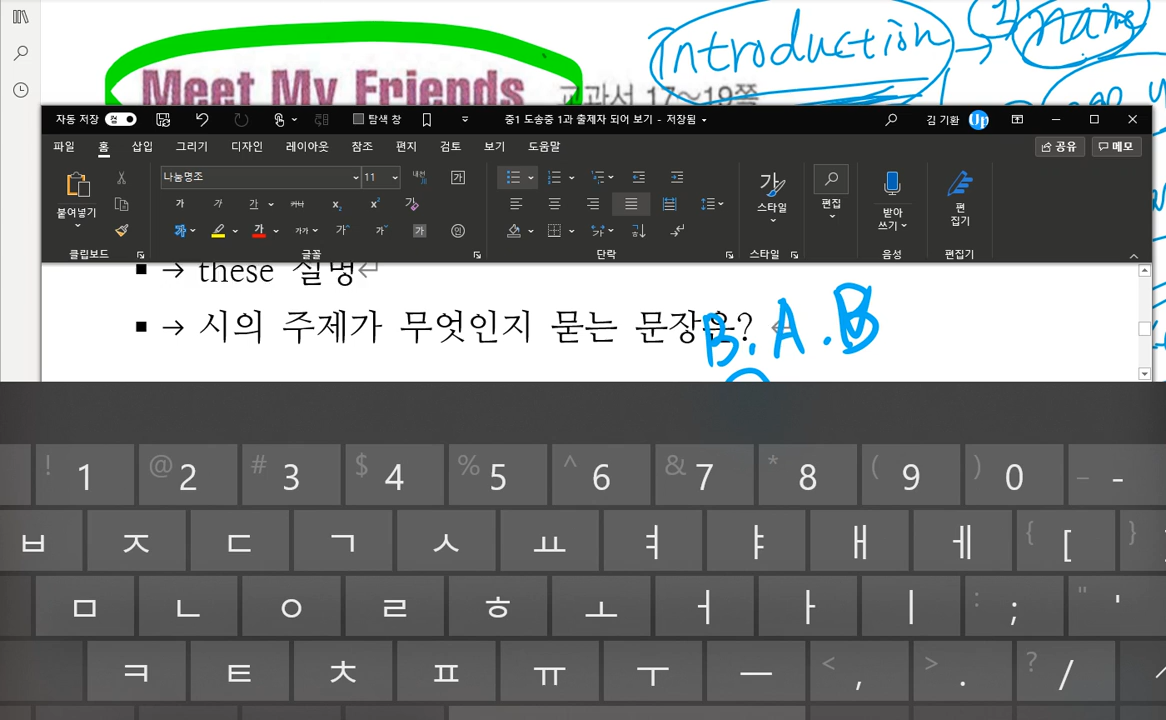 Introduction → ② name
Meet My Friends 교과서 17~19쪽
자동 저장 켬 탐색 창 중1 도송중 1과 출제자 되어 보기 - 저장됨 김 기환
파일 홈 삽입 그리기 디자인 레이아웃 참조 편지 검토 보기 도움말 공유 메모
나눔명조 11
붙여넣기 스타일 편집 받아쓰기 편집기
클립보드 글꼴 단락 스타일 음성 편집기
■ → these 설명
■ → 시의 주제가 무엇인지 묻는 문장은? B. A. B
! 1 @ 2 # 3 $ 4 % 5 ^ 6 & 7 * 8 ( 9 ) 0 _ -
ㅂ ㅈ ㄷ ㄱ ㅅ ㅛ ㅕ ㅑ ㅐ ㅔ { [ }
ㅁ ㄴ ㅇ ㄹ ㅎ ㅗ ㅓ ㅏ ㅣ : ; " '
ㅋ ㅌ ㅊ ㅍ ㅠ ㅜ ㅡ < , > . ? /